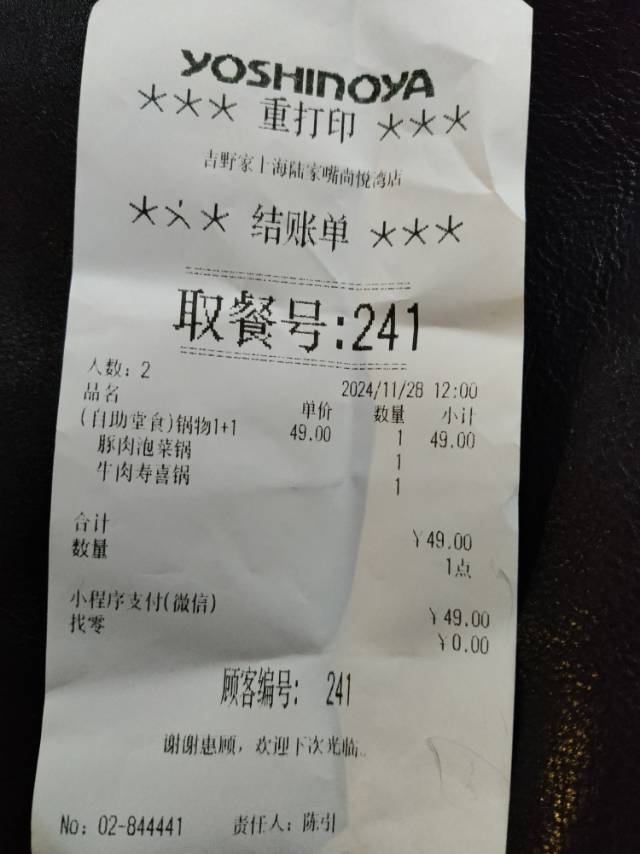 YOSHINOYA
*** 重打印 ***
吉野家上海陆家嘴尚悦湾店
*** 结账单 ***
取餐号:241
人数: 2
2024/11/28 12:00
品名 单价 数量 小计
(自助堂食)锅物1+1 49.00 1 49.00
豚肉泡菜锅 1
牛肉寿喜锅 1
合计 ¥49.00
数量 1点
小程序支付(微信) ¥49.00
找零 ¥0.00
顾客编号: 241
谢谢惠顾, 欢迎下次光临。
No: 02-844441 责任人: 陈引